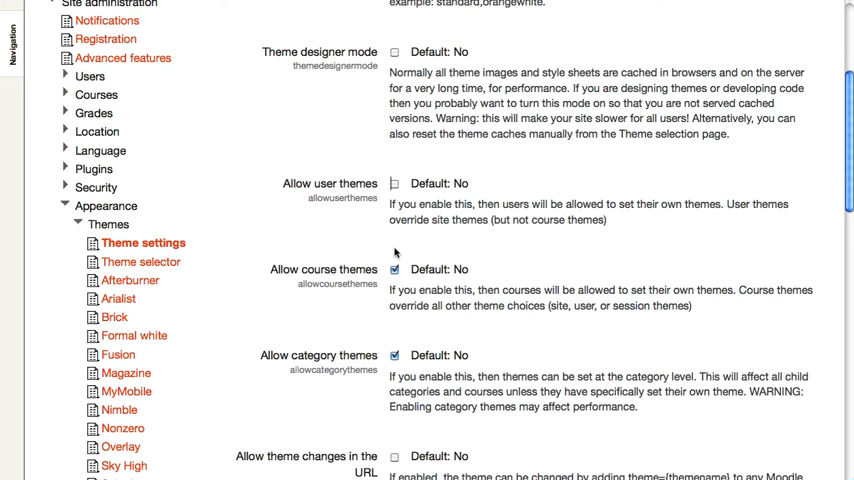 Site administration
Navigation
Notifications
Registration
Advanced features
Users
Courses
Grades
Location
Language
Plugins
Security
Appearance
Themes
Theme settings
Theme selector
Afterburner
Arialist
Brick
Formal white
Fusion
Magazine
MyMobile
Nimble
Nonzero
Overlay
Sky High
example: standard,orangewhite.
Theme designer mode Default: No
themedesignermode
Normally all theme images and style sheets are cached in browsers and on the server
for a very long time, for performance. If you are designing themes or developing code
then you probably want to turn this mode on so that you are not served cached
versions. Warning: this will make your site slower for all users! Alternatively, you can
also reset the theme caches manually from the Theme selection page.
Allow user themes Default: No
allowuserthemes
If you enable this, then users will be allowed to set their own themes. User themes
override site themes (but not course themes)
Allow course themes Default: No
allowcoursethemes
If you enable this, then courses will be allowed to set their own themes. Course themes
override all other theme choices (site, user, or session themes)
Allow category themes Default: No
allowcategorythemes
If you enable this, then themes can be set at the category level. This will affect all child
categories and courses unless they have specifically set their own theme. WARNING:
Enabling category themes may affect performance.
Allow theme changes in the Default: No
URL
If enabled, the theme can be changed by adding theme={themename} to any Moodle